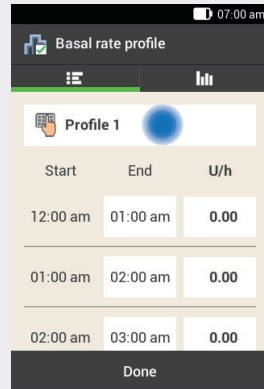 07:00 am
Basal rate profile
Profile 1
Start End U/h
12:00 am 01:00 am 0.00
01:00 am 02:00 am 0.00
02:00 am 03:00 am 0.00
Done